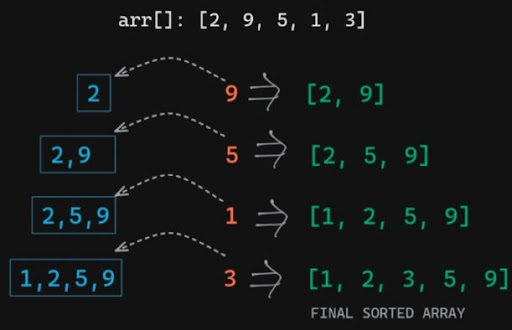 arr[]: [2, 9, 5, 1, 3]
2 9 [2, 9]
2,9 5 [2, 5, 9]
2,5,9 1 [1, 2, 5, 9]
1,2,5,9 3 [1, 2, 3, 5, 9]
FINAL SORTED ARRAY